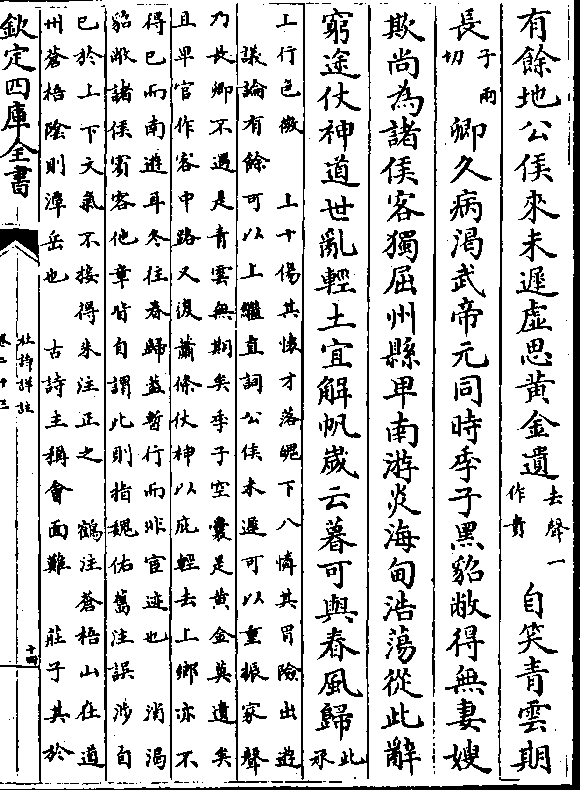 有餘地公侯來未遲虛思黃金遺去聲一作貴自笑青雲期
長子兩切卿久病渴武帝元同時季子黑貂敝得無妻嫂
欺尚為諸侯客獨屈州縣卑南游炎海甸浩蕩從此辭
窮途仗神道世亂輕土宜解帆歲云暮可與春風歸此承
上行色徵 上十傷其懷才落魄下八憐其冒險出遊
議論有餘可以上繼直詞公侯未遲可以重振家聲
乃長卿不遇是青雲無期矣季子空囊是黃金莫遺矣
且卑官作客中路又復蕭條仗神以庇輕去上鄉亦不
得已而南遊耳冬往春歸蓋暫行而非宦迹也 消渴
貂敝諸侯賓客他章皆自謂此則指魏佑舊注誤涉自
己於上下文氣不接得朱注正之 鶴注蒼梧山在道
州蒼梧陰則潭岳也 古詩主稱會面難 莊子其於
欽定四庫全書
杜詩詳註
卷二十三
十四